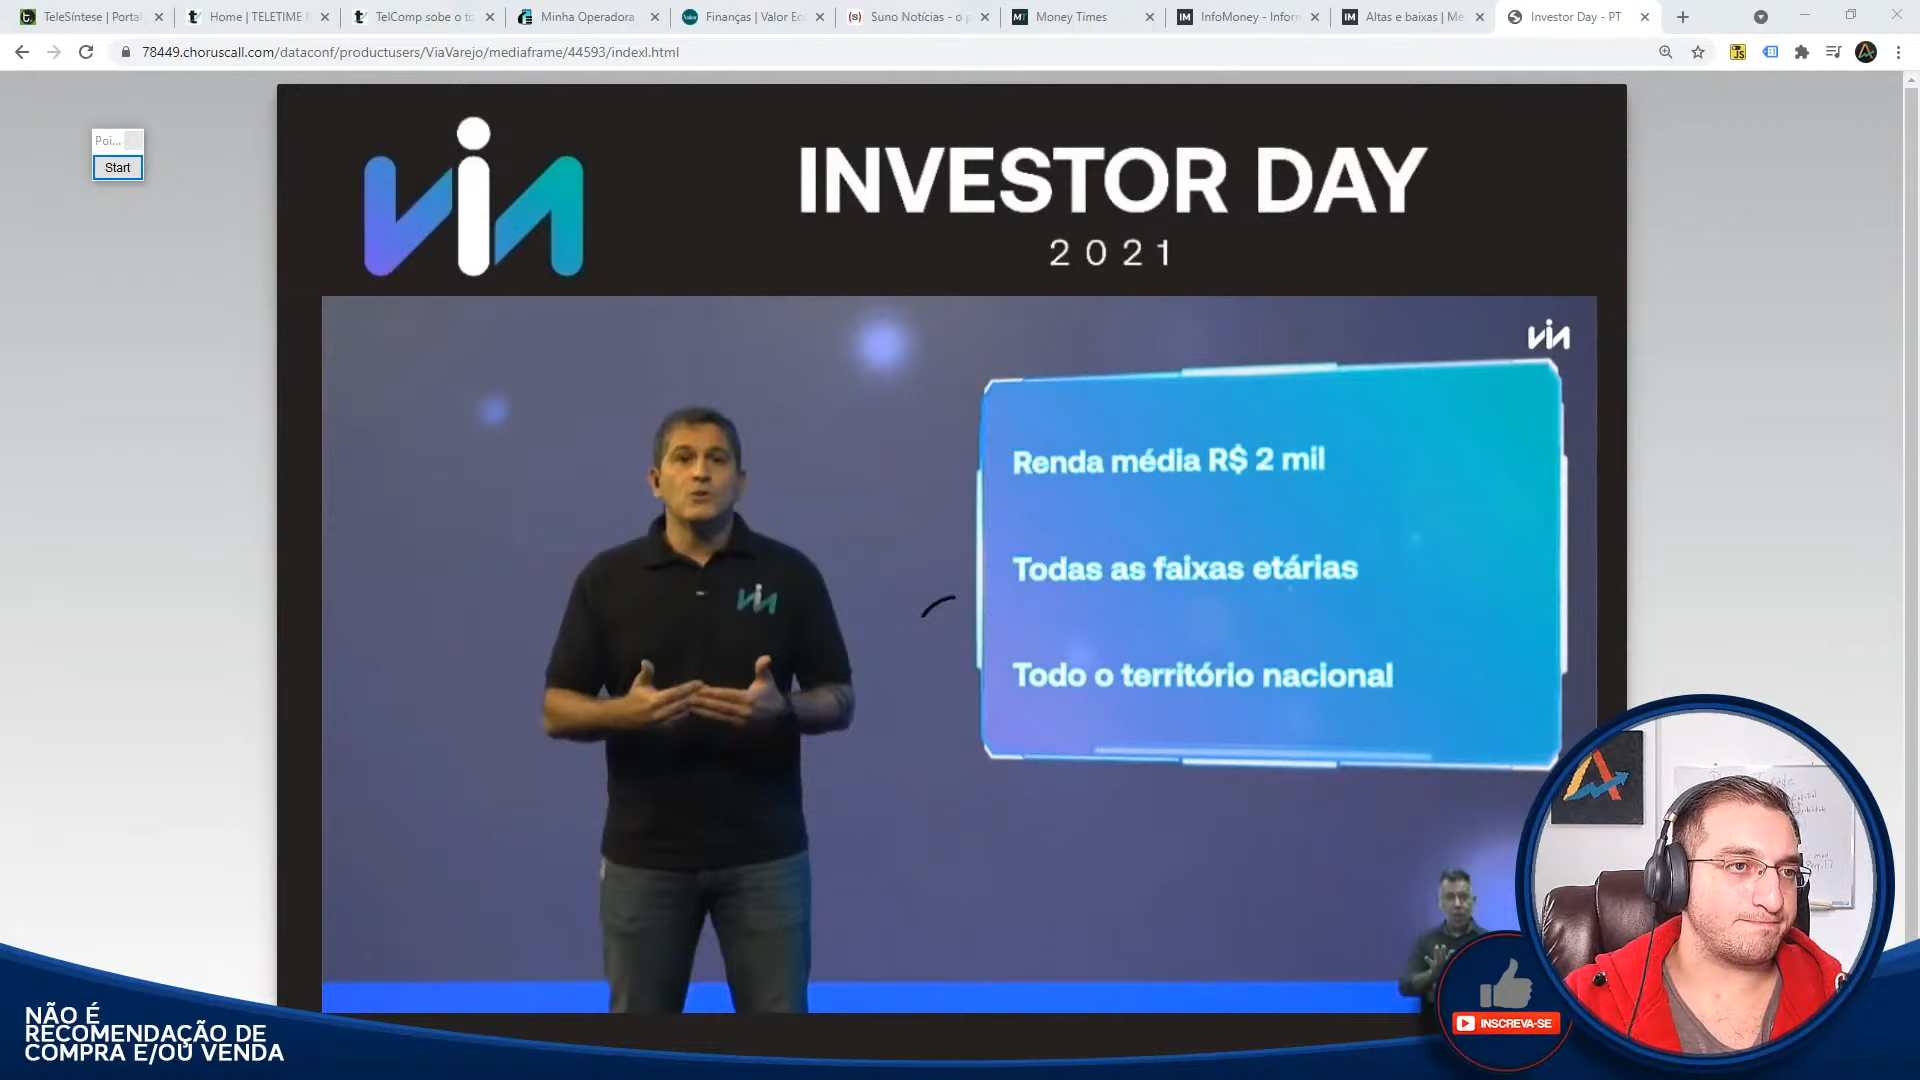 TeleSíntese | Portal
Home | TELETIME N
TelComp sobe o to
Minha Operadora
Finanças | Valor Ec
Suno Notícias - o p
Money Times
InfoMoney - Inform
Altas e baixas | Me
Investor Day - PT
78449.choruscall.com/dataconf/productusers/ViaVarejo/mediaframe/44593/indexl.html
Poi...
Start
via
INVESTOR DAY
2021
via
Renda média R$ 2 mil
Todas as faixas etárias
Todo o território nacional
via
NÃO É
RECOMENDAÇÃO DE
COMPRA E/OU VENDA
INSCREVA-SE